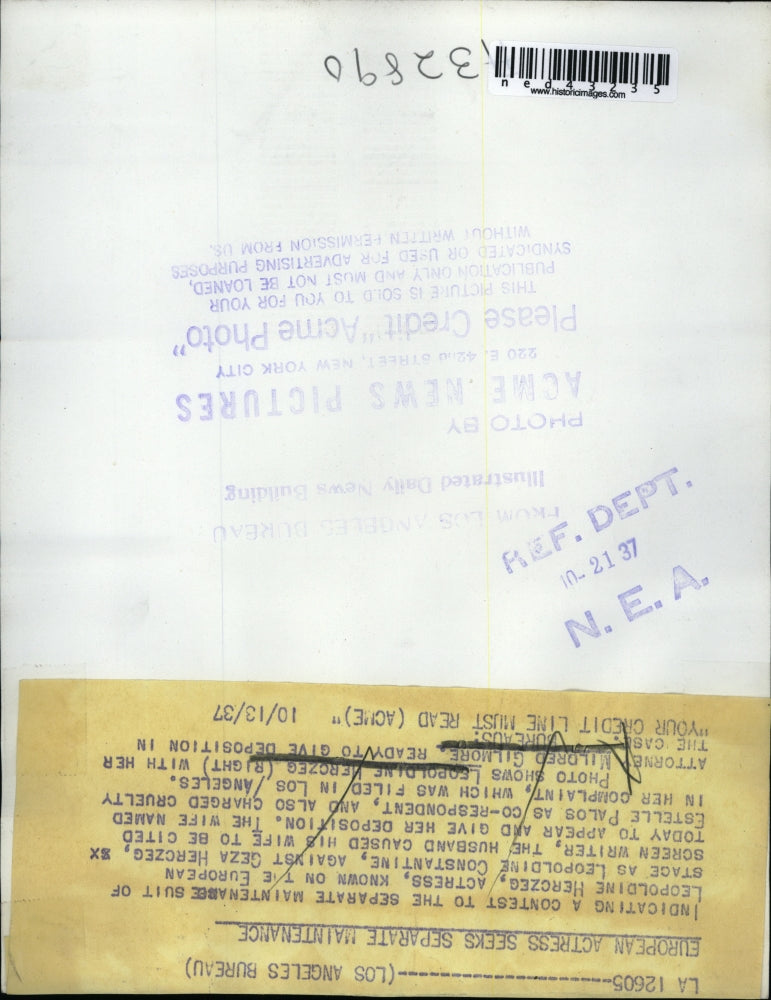 n e d 4 3 2 3 5
www.historicimages.com
32890
REF. DEPT.
10-21 37
N. E. A.
LA 12605---------------------(LOS ANGELES BUREAU)
EUROPEAN ACTRESS SEEKS SEPARATE MAINTENANCE
INDICATING A CONTEST TO THE SEPARATE MAINTENANCE SUIT OF
LEOPOLDINE HERCZEG, ACTRESS, KNOWN ON THE EUROPEAN
STAGE AS LEOPOLDINE CONSTANTINE, AGAINST GEZA HERCZEG, SX
SCREEN WRITER, THE HUSBAND CAUSED HIS WIFE TO BE CITED
TODAY TO APPEAR AND GIVE HER DEPOSITION. THE WIFE NAMED
ESTELLE PALOS AS CO-RESPONDENT, AND ALSO CHARGED CRUELTY
IN HER COMPLAINT, WHICH WAS FILED IN LOS ANGELES.
PHOTO SHOWS LEOPOLDINE HERCZEG (RIGHT) WITH HER
ATTORNEY MILDRED GILMORE, READY TO GIVE DEPOSITION IN
THE CASE. BUREAUS.
"YOUR CREDIT LINE MUST READ (ACME)" 10/13/37
FROM LOS ANGELES BUREAU
Illustrated Daily News Building
PHOTO BY
ACME NEWS PICTURES
220 E. 42nd STREET, NEW YORK CITY
Please Credit "Acme Photo"
THIS PICTURE IS SOLD TO YOU FOR YOUR
PUBLICATION ONLY AND MUST NOT BE LOANED,
SYNDICATED OR USED FOR ADVERTISING PURPOSES
WITHOUT WRITTEN PERMISSION FROM US.